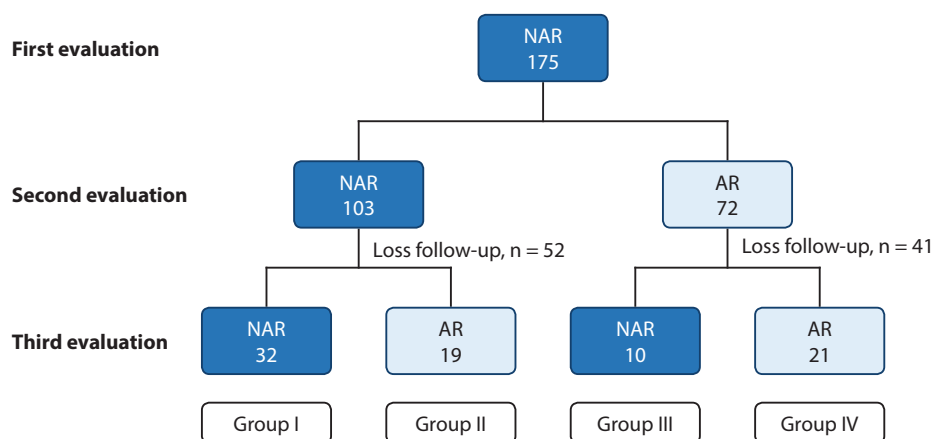 First evaluation
NAR
175
Second evaluation
NAR
103
AR
72
Loss follow-up, n = 52
Loss follow-up, n = 41
Third evaluation
NAR
32
AR
19
NAR
10
AR
21
Group I
Group II
Group III
Group IV